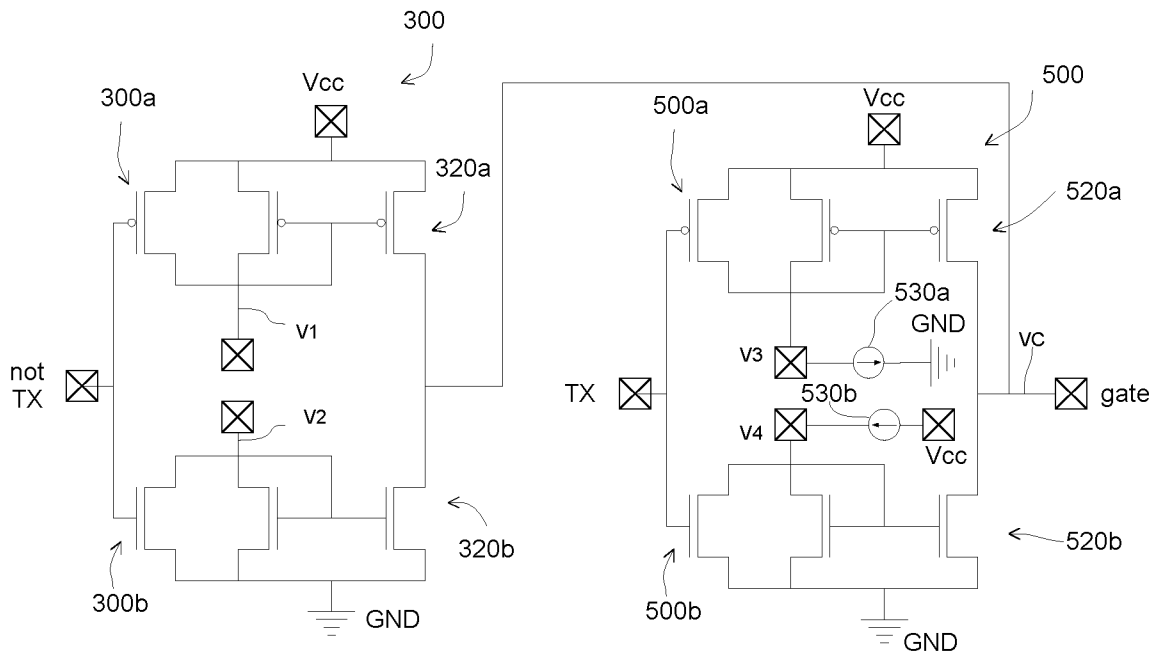 300
Vcc
300a
320a
v1
not
TX
v2
300b
320b
GND
500
Vcc
500a
520a
530a
GND
v3
vc
TX
530b
gate
v4
Vcc
500b
520b
GND